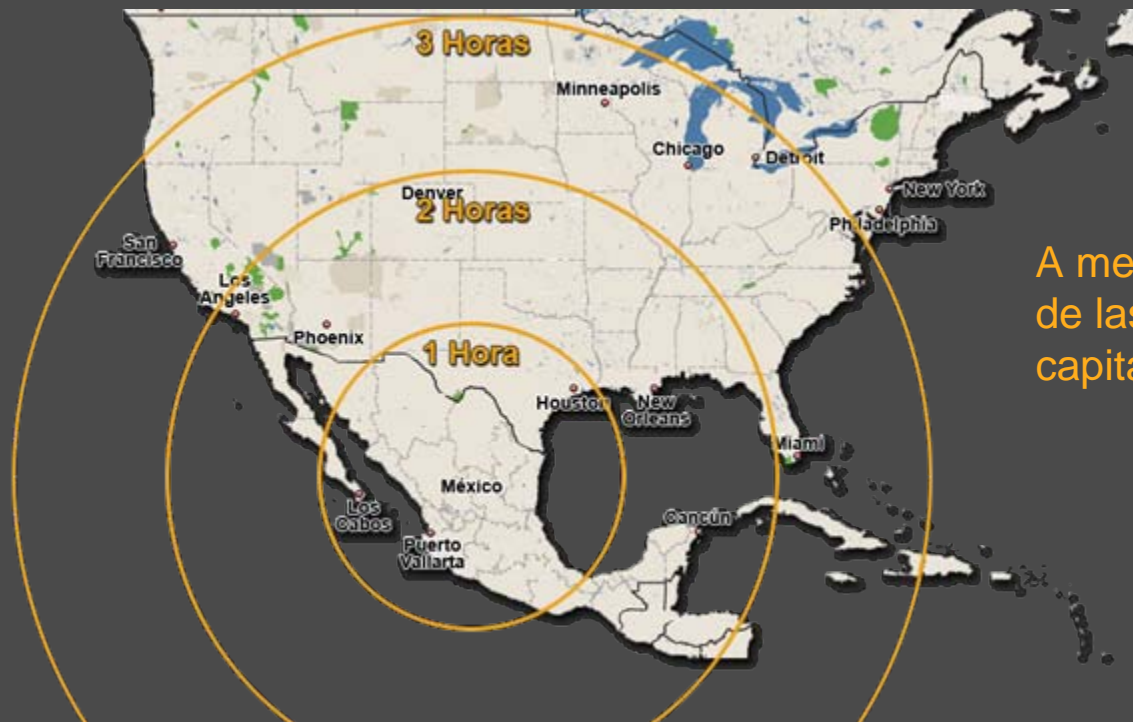 3 Horas
Minneapolis
Chicago
Detroit
Denver
2 Horas
New York
Philadelphia
San
Francisco
Los
Angeles
Phoenix
1 Hora
Houston
New
Orleans
Miami
México
Los
Cabos
Cancún
Puerto
Vallarta
A me
de las
capita